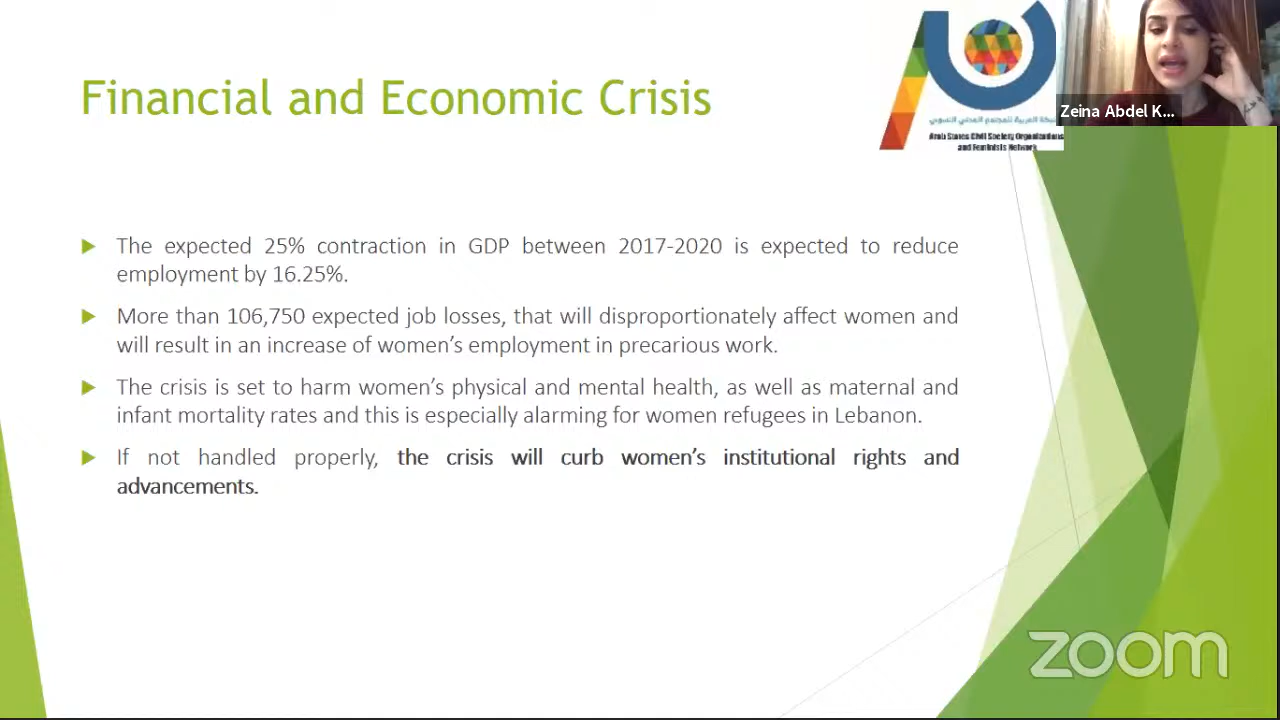 Financial and Economic Crisis
الشبكة العربية للمجتمع المدني النسوي
Arab States Civil Society Organizations
and Feminists Network
Zeina Abdel K...
The expected 25% contraction in GDP between 2017-2020 is expected to reduce
employment by 16.25%.
More than 106,750 expected job losses, that will disproportionately affect women and
will result in an increase of women’s employment in precarious work.
The crisis is set to harm women’s physical and mental health, as well as maternal and
infant mortality rates and this is especially alarming for women refugees in Lebanon.
If not handled properly, the crisis will curb women’s institutional rights and
advancements.
zoom